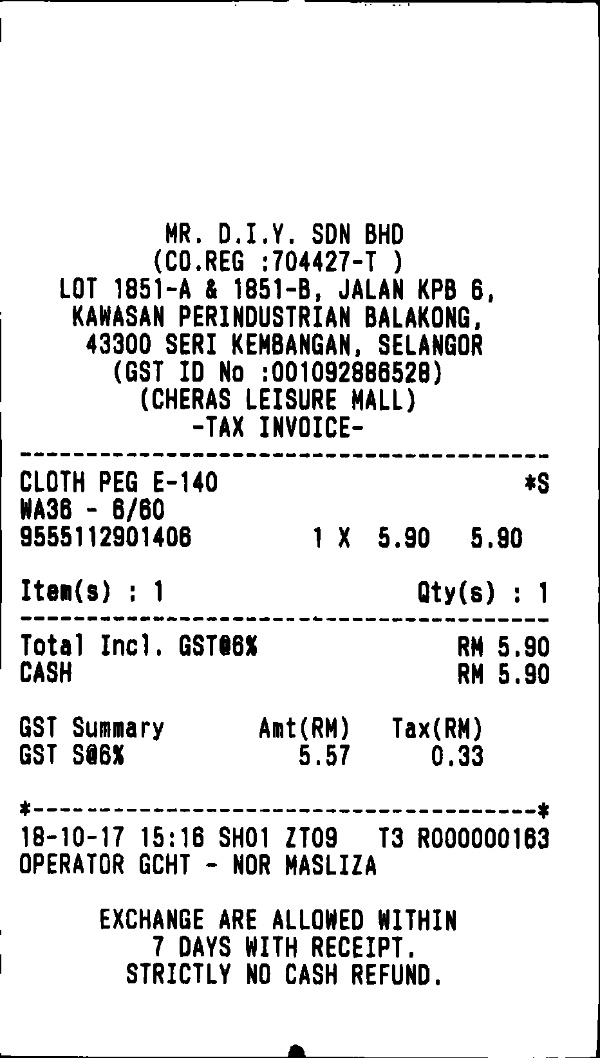 MR. D.I.Y. SDN BHD
(CO.REG :704427-T )
LOT 1851-A & 1851-B, JALAN KPB 6,
KAWASAN PERINDUSTRIAN BALAKONG,
43300 SERI KEMBANGAN, SELANGOR
(GST ID No :001092886528)
(CHERAS LEISURE MALL)
-TAX INVOICE-
CLOTH PEG E-140 *S
WA36 - 6/60
9555112901406 1 X 5.90 5.90
Item(s) : 1 Qty(s) : 1
Total Incl. GST@6% RM 5.90
CASH RM 5.90
GST Summary Amt(RM) Tax(RM)
GST S@6% 5.57 0.33
*---------------------------------------*
18-10-17 15:16 SH01 ZT09 T3 R000000163
OPERATOR GCHT - NOR MASLIZA
EXCHANGE ARE ALLOWED WITHIN
7 DAYS WITH RECEIPT.
STRICTLY NO CASH REFUND.